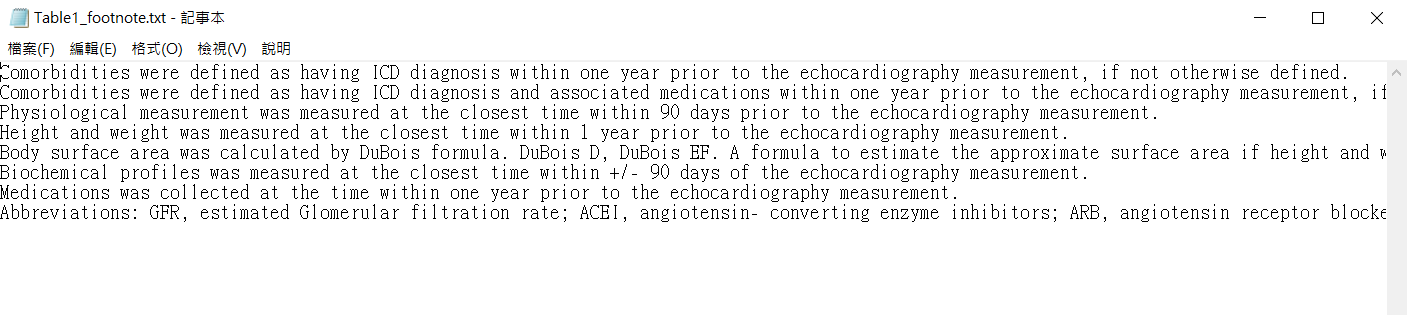 Table1_footnote.txt - 記事本
檔案(F) 編輯(E) 格式(O) 檢視(V) 說明
Comorbidities were defined as having ICD diagnosis within one year prior to the echocardiography measurement, if not otherwise defined.
Comorbidities were defined as having ICD diagnosis and associated medications within one year prior to the echocardiography measurement, if
Physiological measurement was measured at the closest time within 90 days prior to the echocardiography measurement.
Height and weight was measured at the closest time within 1 year prior to the echocardiography measurement.
Body surface area was calculated by DuBois formula. DuBois D, DuBois EF. A formula to estimate the approximate surface area if height and w
Biochemical profiles was measured at the closest time within +/- 90 days of the echocardiography measurement.
Medications was collected at the time within one year prior to the echocardiography measurement.
Abbreviations: GFR, estimated Glomerular filtration rate; ACEI, angiotensin- converting enzyme inhibitors; ARB, angiotensin receptor blocke